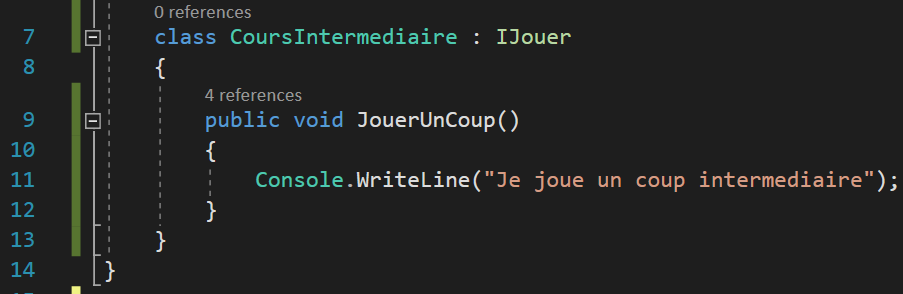 0 references
7 class CoursIntermediaire : IJouer
8 {
4 references
9 public void JouerUnCoup()
10 {
11 Console.WriteLine("Je joue un coup intermediaire");
12 }
13 }
14 }